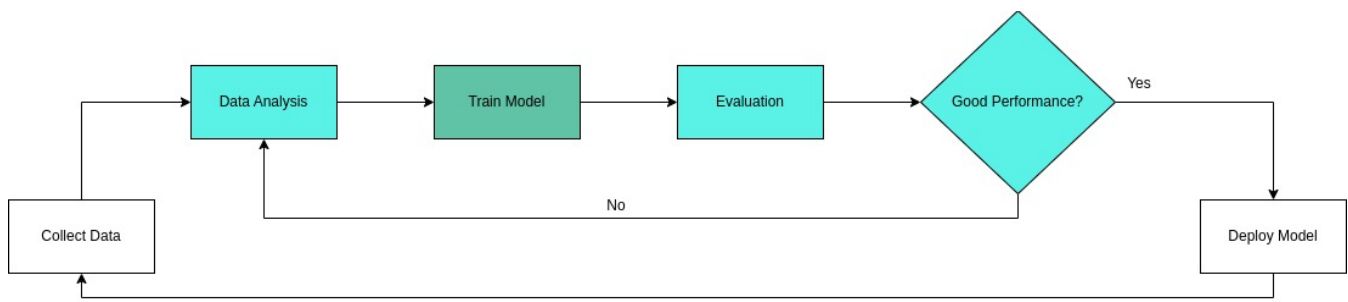 Data Analysis
Train Model
Evaluation
Good Performance?
Yes
No
Collect Data
Deploy Model